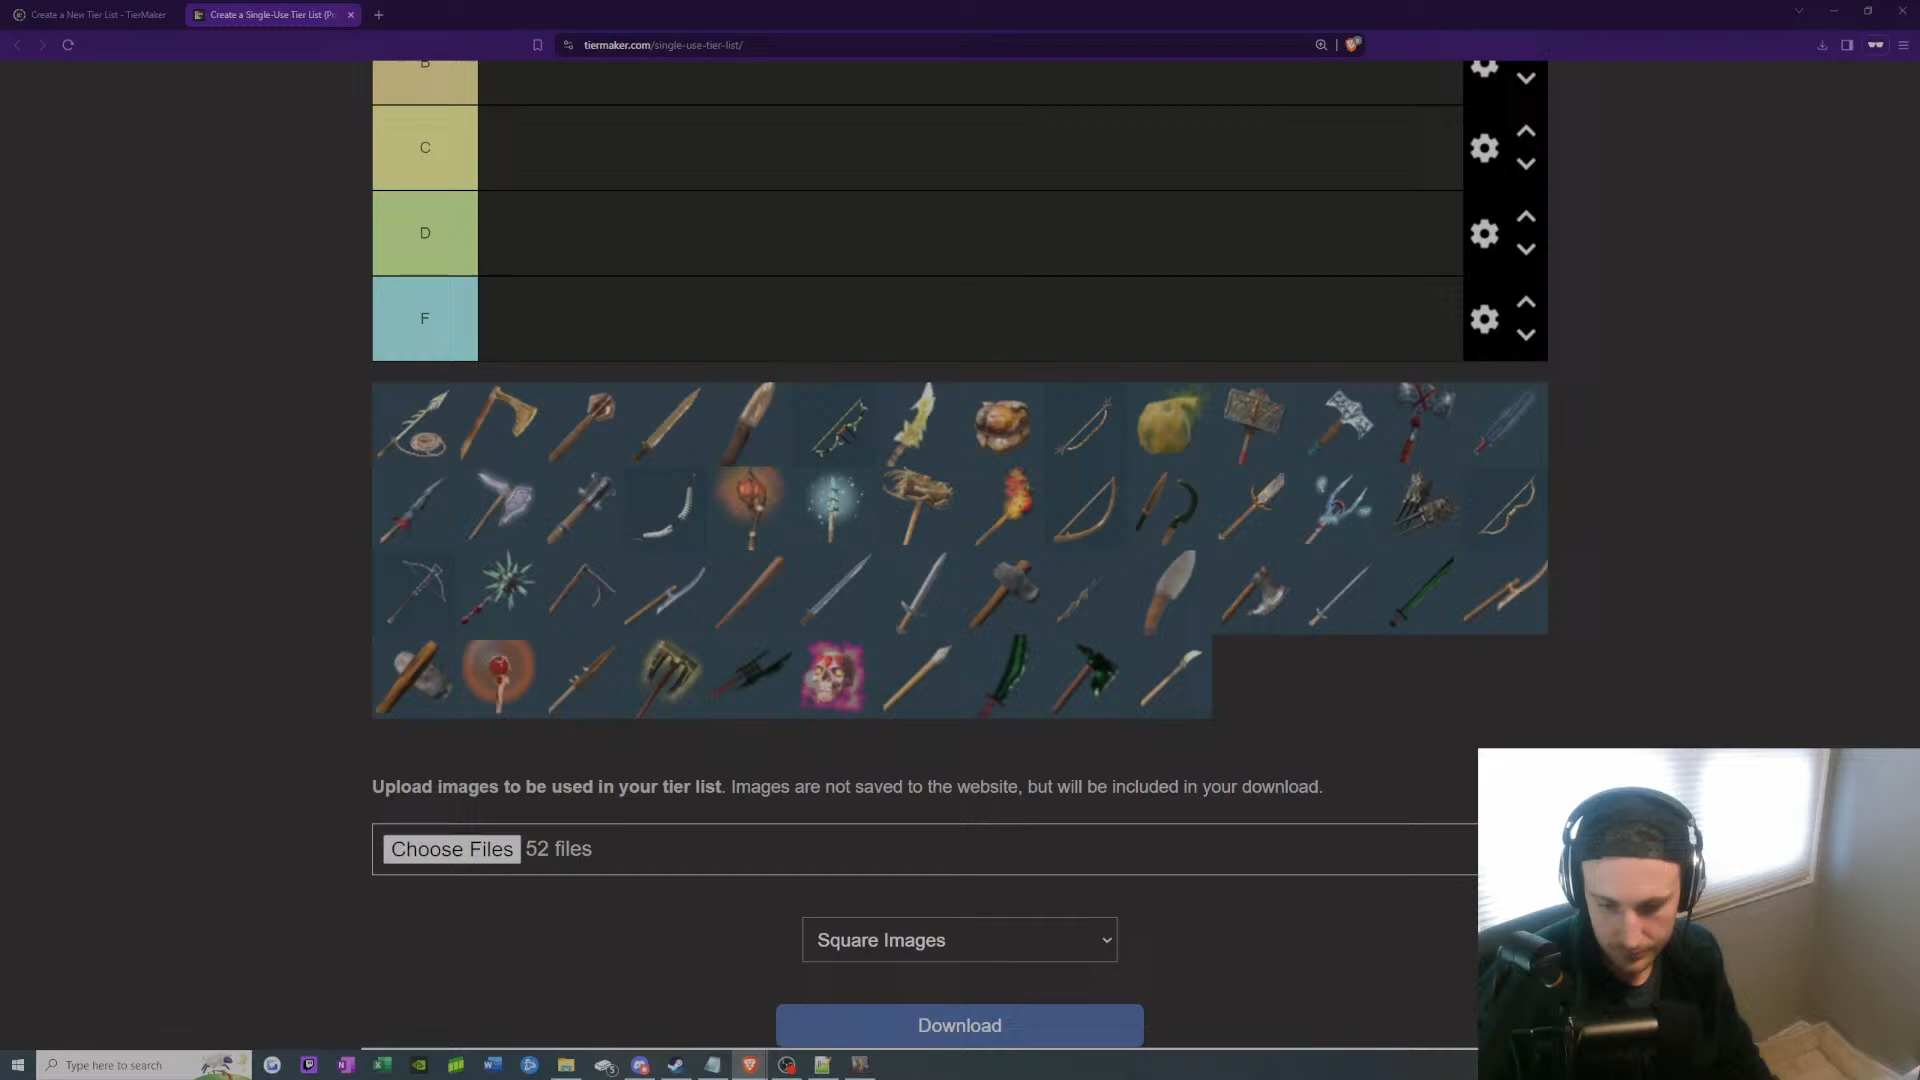 Create a New Tier List - TierMaker
Create a Single-Use Tier List (P
tiermaker.com/single-use-tier-list/
B
C
D
F
Upload images to be used in your tier list. Images are not saved to the website, but will be included in your download.
Choose Files 52 files
Square Images
Download
Type here to search
5